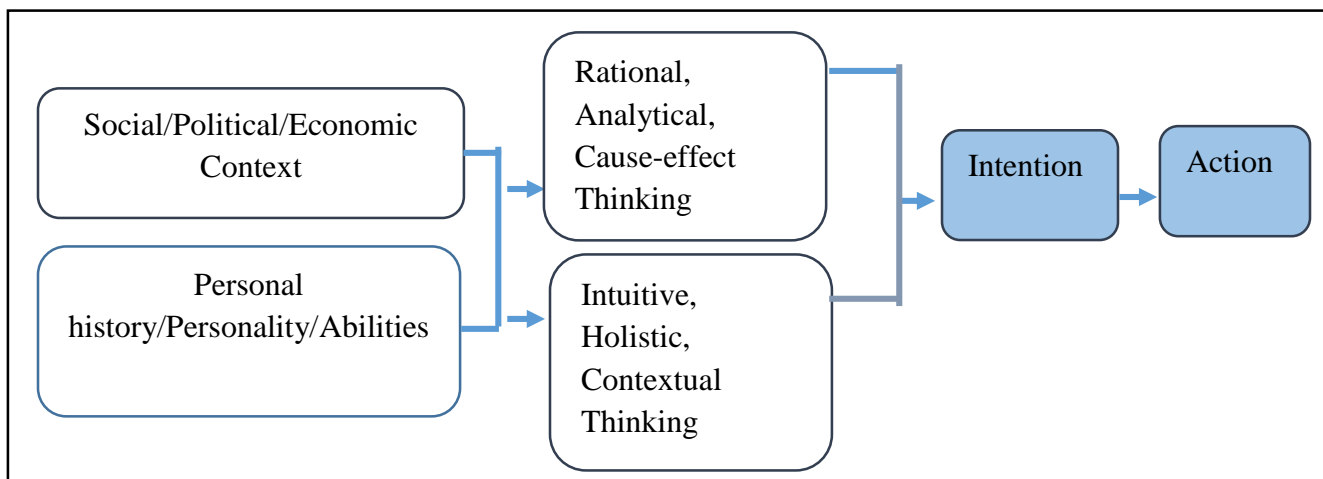 Social/Political/Economic
Context
Personal
history/Personality/Abilities
Rational,
Analytical,
Cause-effect
Thinking
Intuitive,
Holistic,
Contextual
Thinking
Intention
Action